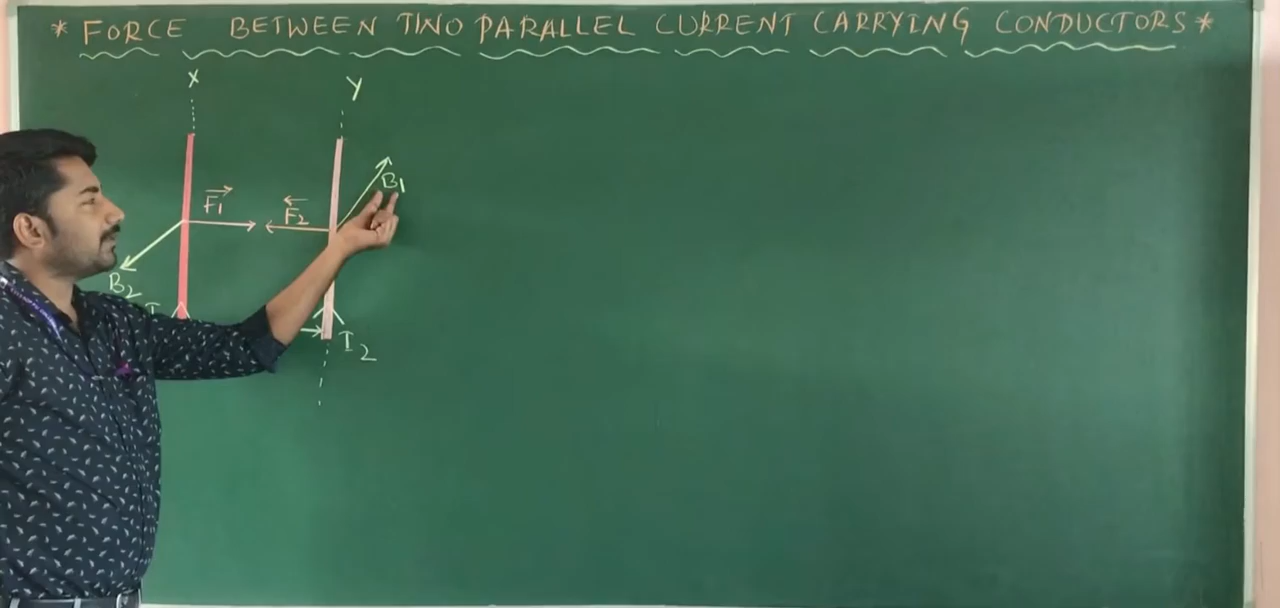 * FORCE BETWEEN TWO PARALLEL CURRENT CARRYING CONDUCTORS *
X Y
B1
F1 F2
B2
I
I2